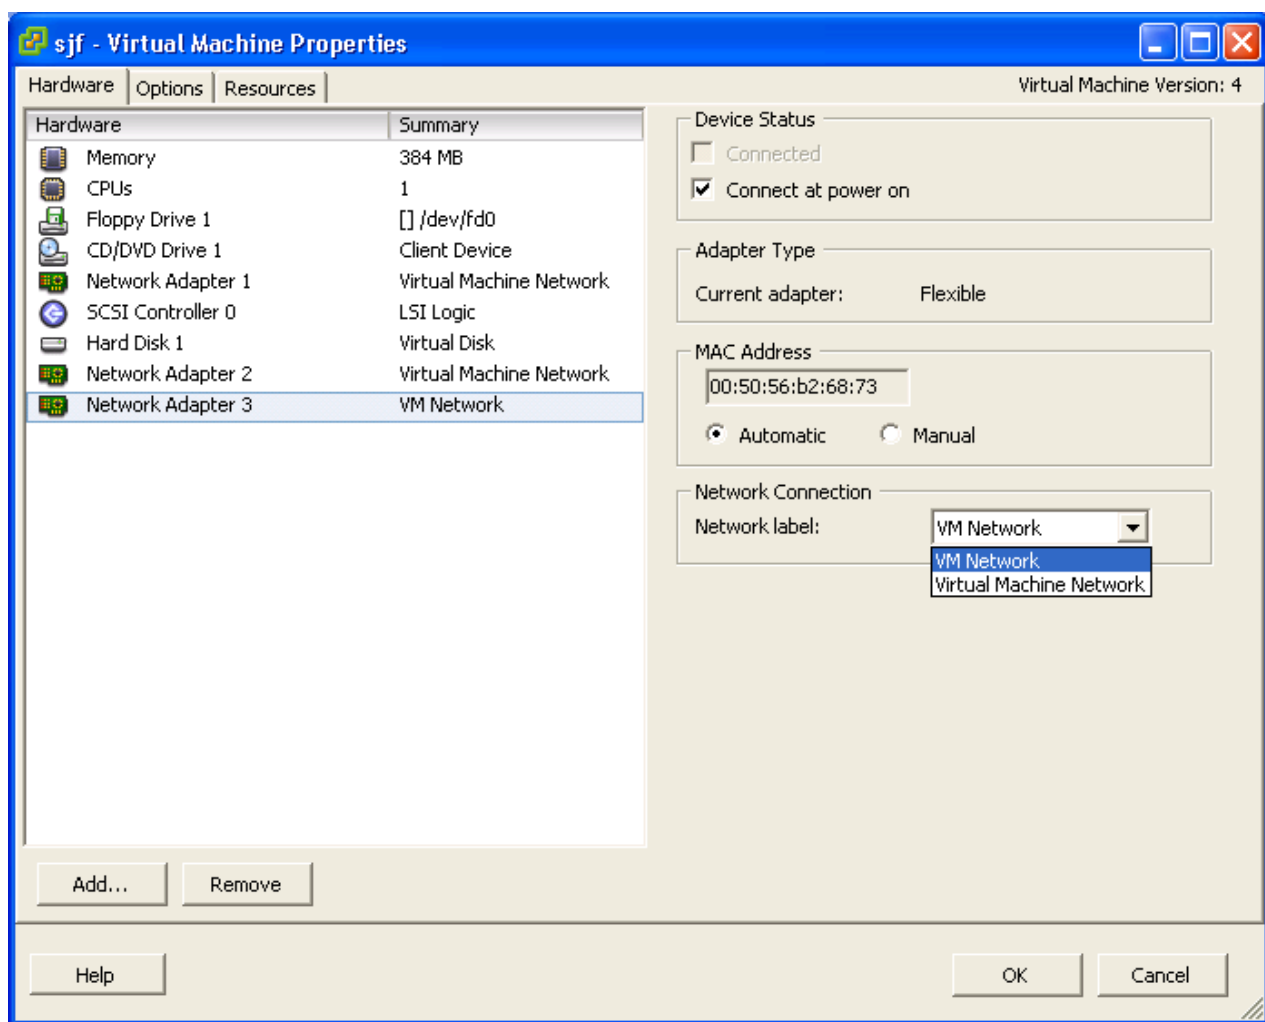 sjf - Virtual Machine Properties
Hardware Options Resources Virtual Machine Version: 4
Hardware Summary
Memory 384 MB
CPUs 1
Floppy Drive 1 [] /dev/fd0
CD/DVD Drive 1 Client Device
Network Adapter 1 Virtual Machine Network
SCSI Controller 0 LSI Logic
Hard Disk 1 Virtual Disk
Network Adapter 2 Virtual Machine Network
Network Adapter 3 VM Network
Device Status
Connected
Connect at power on
Adapter Type
Current adapter: Flexible
MAC Address
00:50:56:b2:68:73
Automatic Manual
Network Connection
Network label: VM Network
VM Network
Virtual Machine Network
Add... Remove
Help OK Cancel